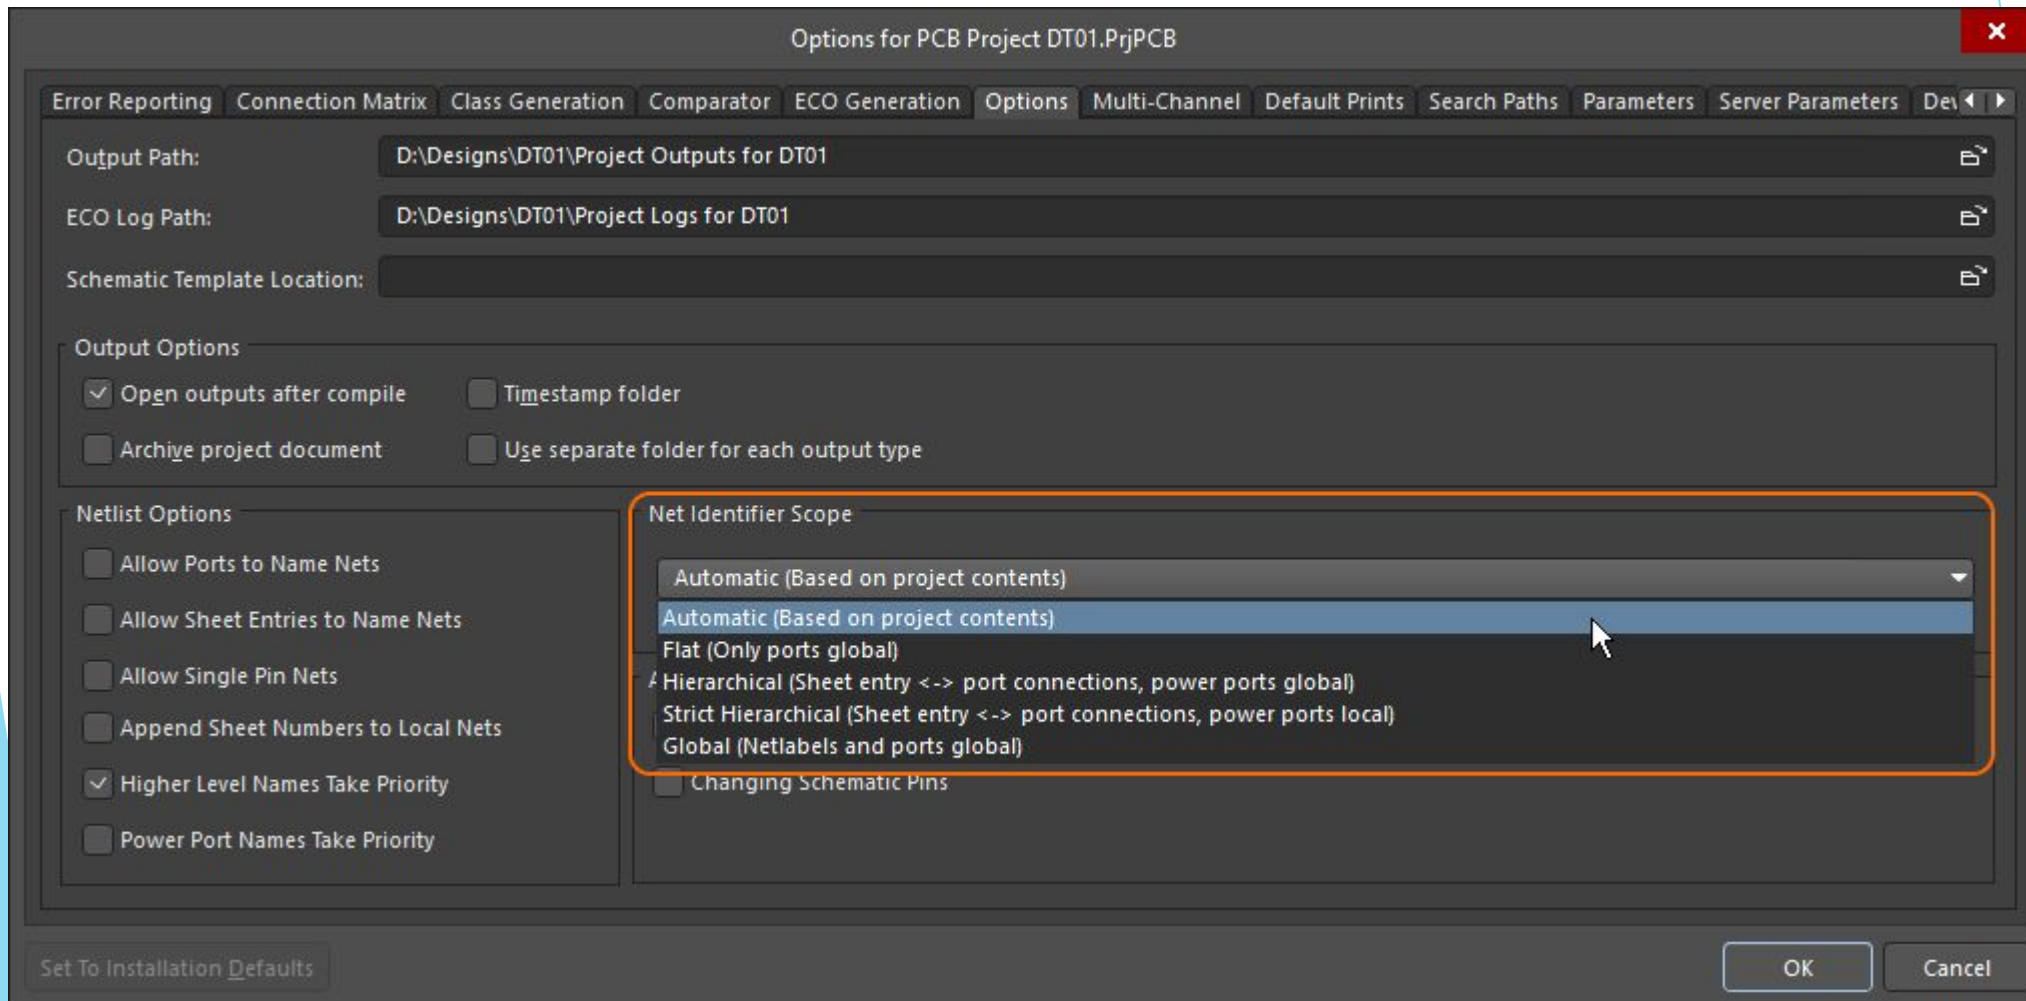 Options for PCB Project DT01.PrjPCB
Error Reporting Connection Matrix Class Generation Comparator ECO Generation Options Multi-Channel Default Prints Search Paths Parameters Server Parameters
Output Path: D:\Designs\DT01\Project Outputs for DT01
ECO Log Path: D:\Designs\DT01\Project Logs for DT01
Schematic Template Location:
Output Options
Open outputs after compile Timestamp folder
Archive project document Use separate folder for each output type
Netlist Options
Allow Ports to Name Nets
Allow Sheet Entries to Name Nets
Allow Single Pin Nets
Append Sheet Numbers to Local Nets
Higher Level Names Take Priority
Power Port Names Take Priority
Net Identifier Scope
Automatic (Based on project contents)
Automatic (Based on project contents)
Flat (Only ports global)
Hierarchical (Sheet entry <-> port connections, power ports global)
Strict Hierarchical (Sheet entry <-> port connections, power ports local)
Global (Netlabels and ports global)
Changing Schematic Pins
Set To Installation Defaults OK Cancel